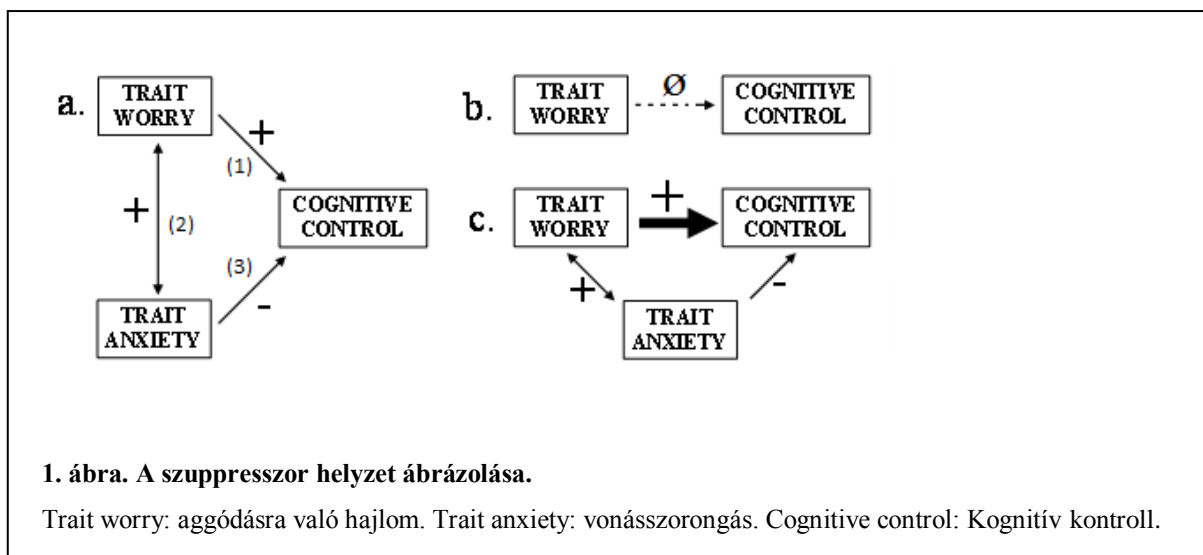 a.
TRAIT
WORRY
+
(1)
+
(2)
COGNITIVE
CONTROL
(3)
-
TRAIT
ANXIETY
b.
TRAIT
WORRY
Ø
COGNITIVE
CONTROL
c.
TRAIT
WORRY
+
COGNITIVE
CONTROL
+
-
TRAIT
ANXIETY
1. ábra. A szuppresszor helyzet ábrázolása.
Trait worry: aggódásra való hajlom. Trait anxiety: vonásszorongás. Cognitive control: Kognitív kontroll.